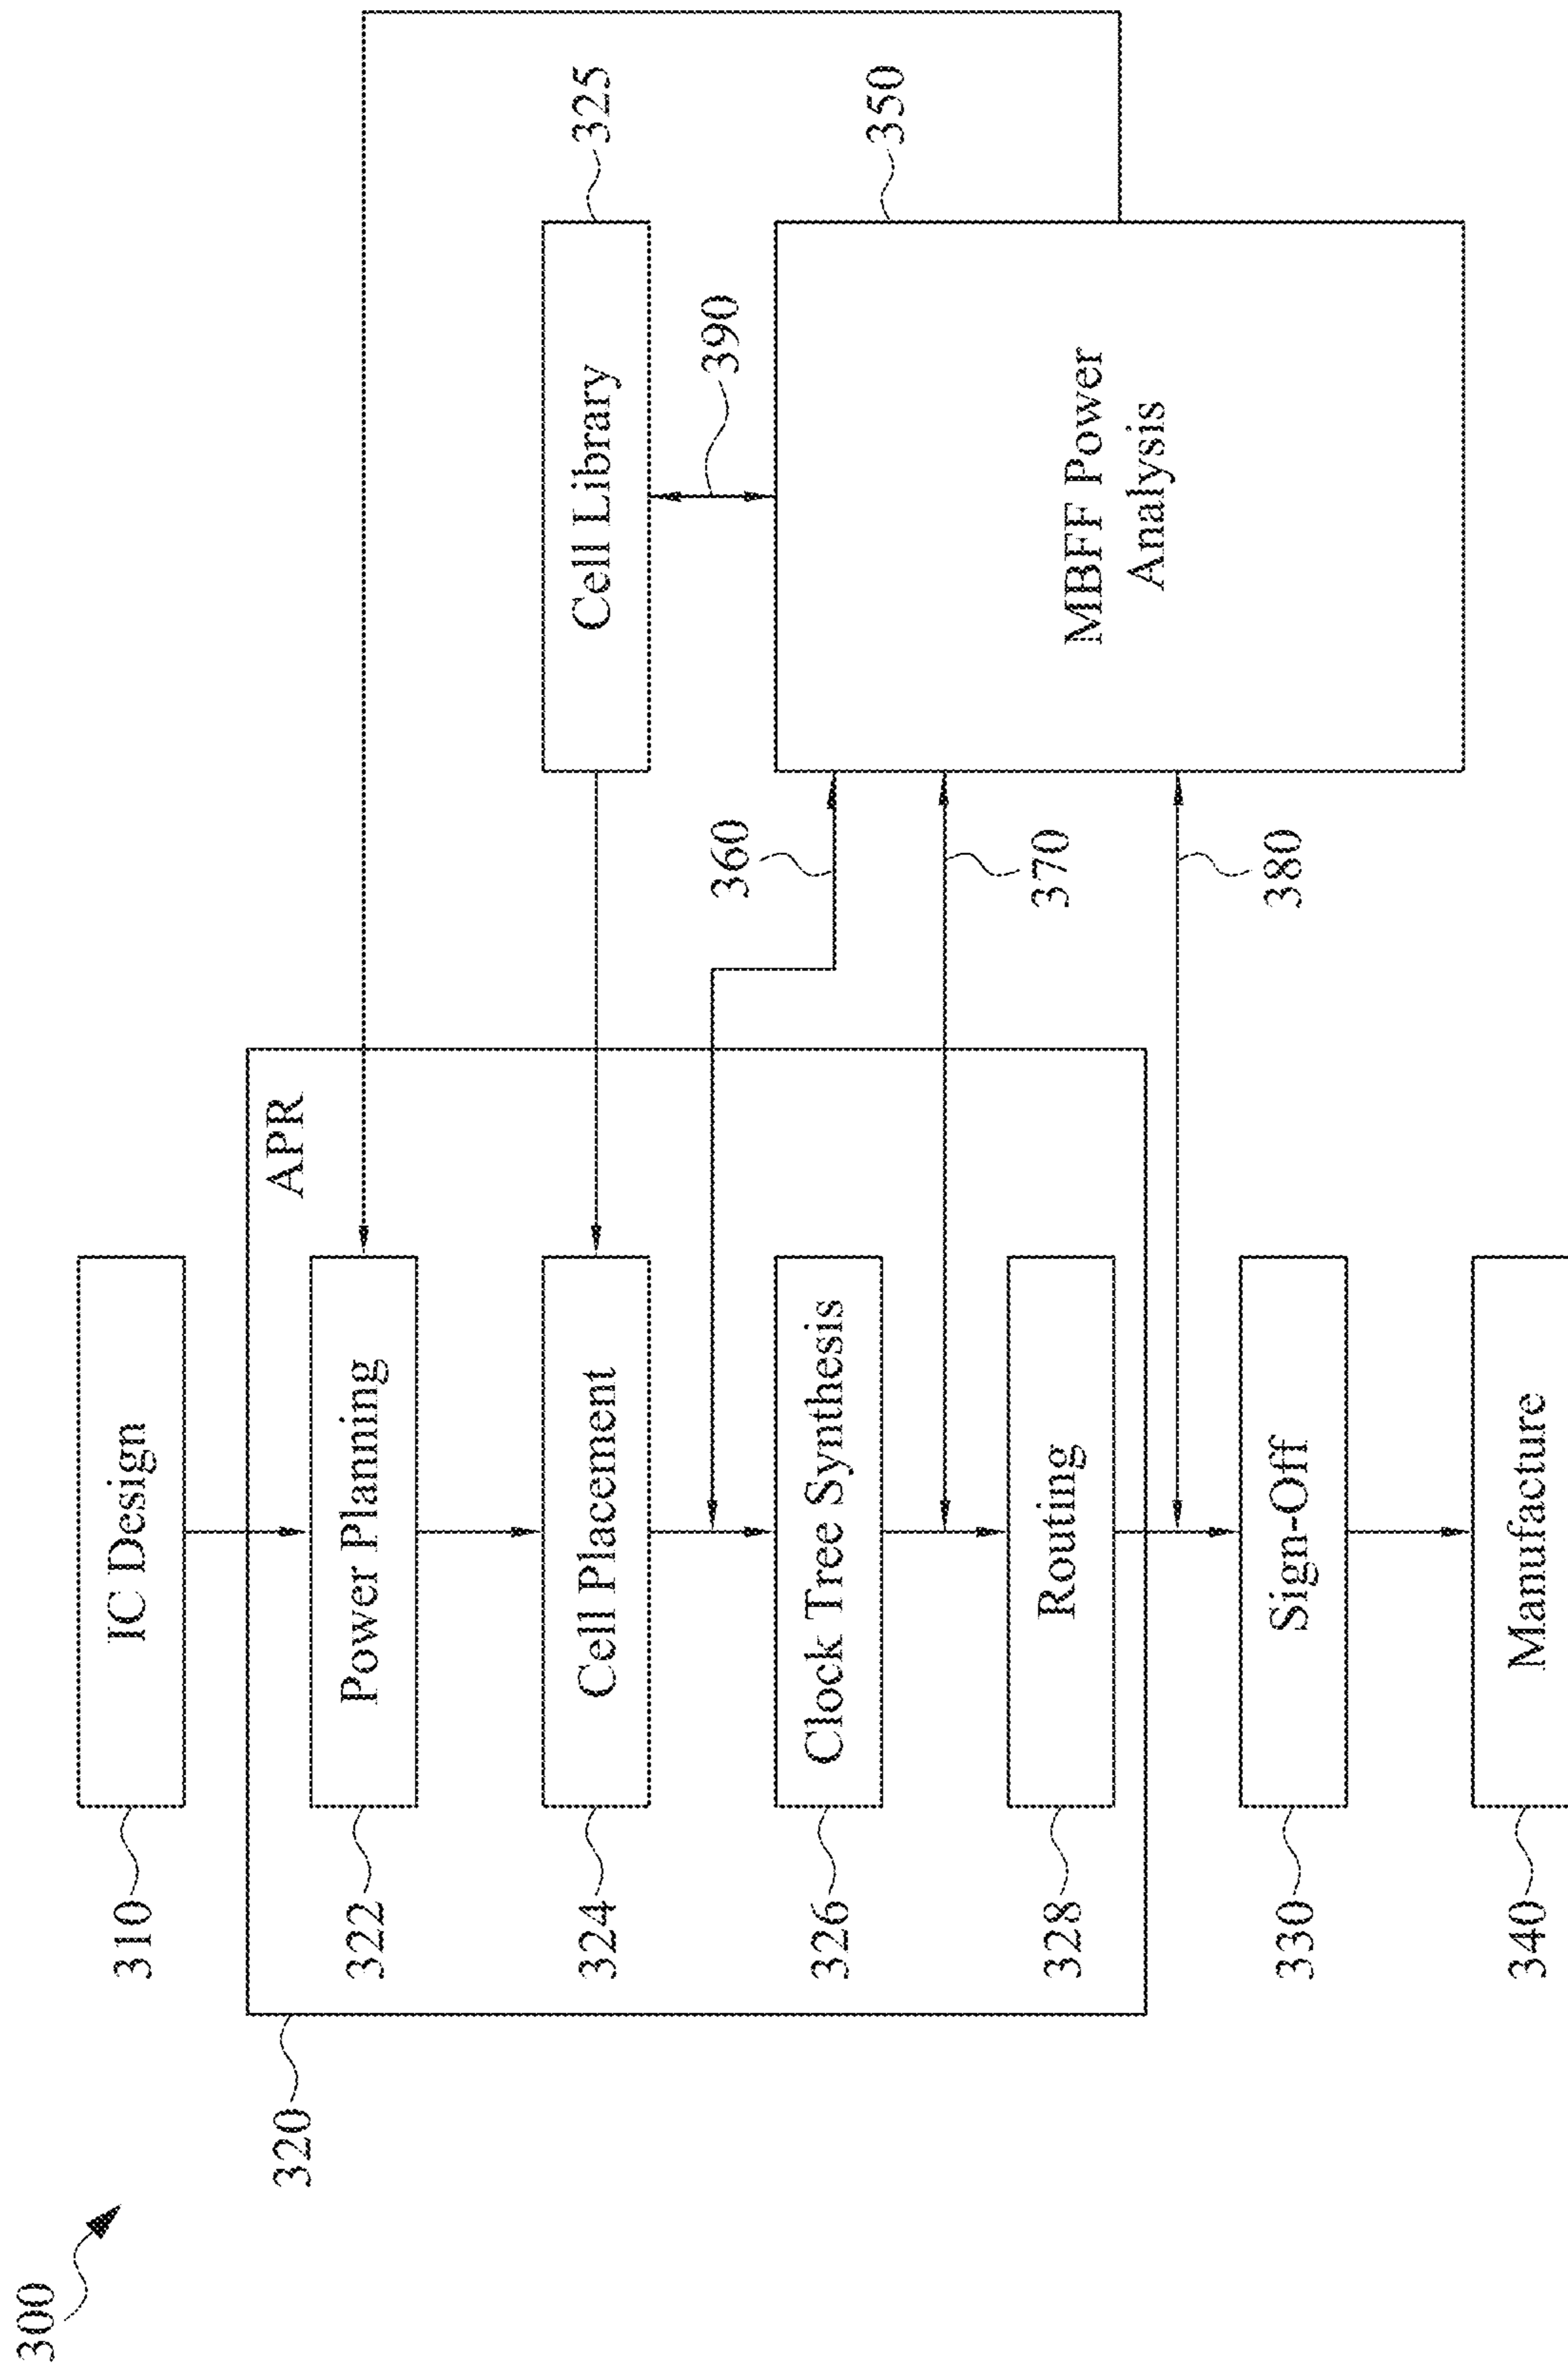 300
310
IC Design
320
APR
322
Power Planning
324
Cell Placement
Cell Library
325
360
390
326
Clock Tree Synthesis
MBFF Power
Analysis
350
370
328
Routing
380
330
Sign-Off
340
Manufacture